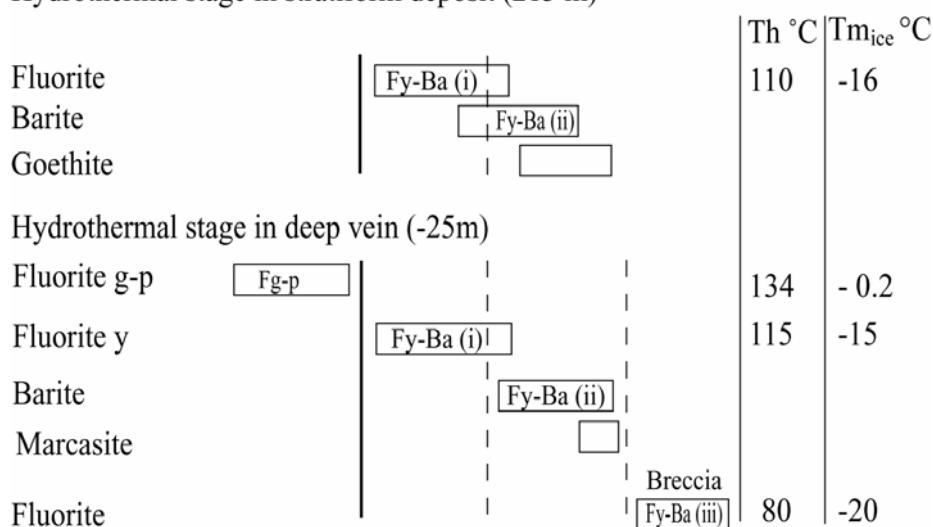 Th °C Tmice °C
Fluorite Fy-Ba (i) 110 -16
Barite Fy-Ba (ii)
Goethite
Hydrothermal stage in deep vein (-25m)
Fluorite g-p Fg-p 134 - 0.2
Fluorite y Fy-Ba (i) 115 -15
Barite Fy-Ba (ii)
Marcasite
Breccia
Fluorite Fy-Ba (iii) 80 -20